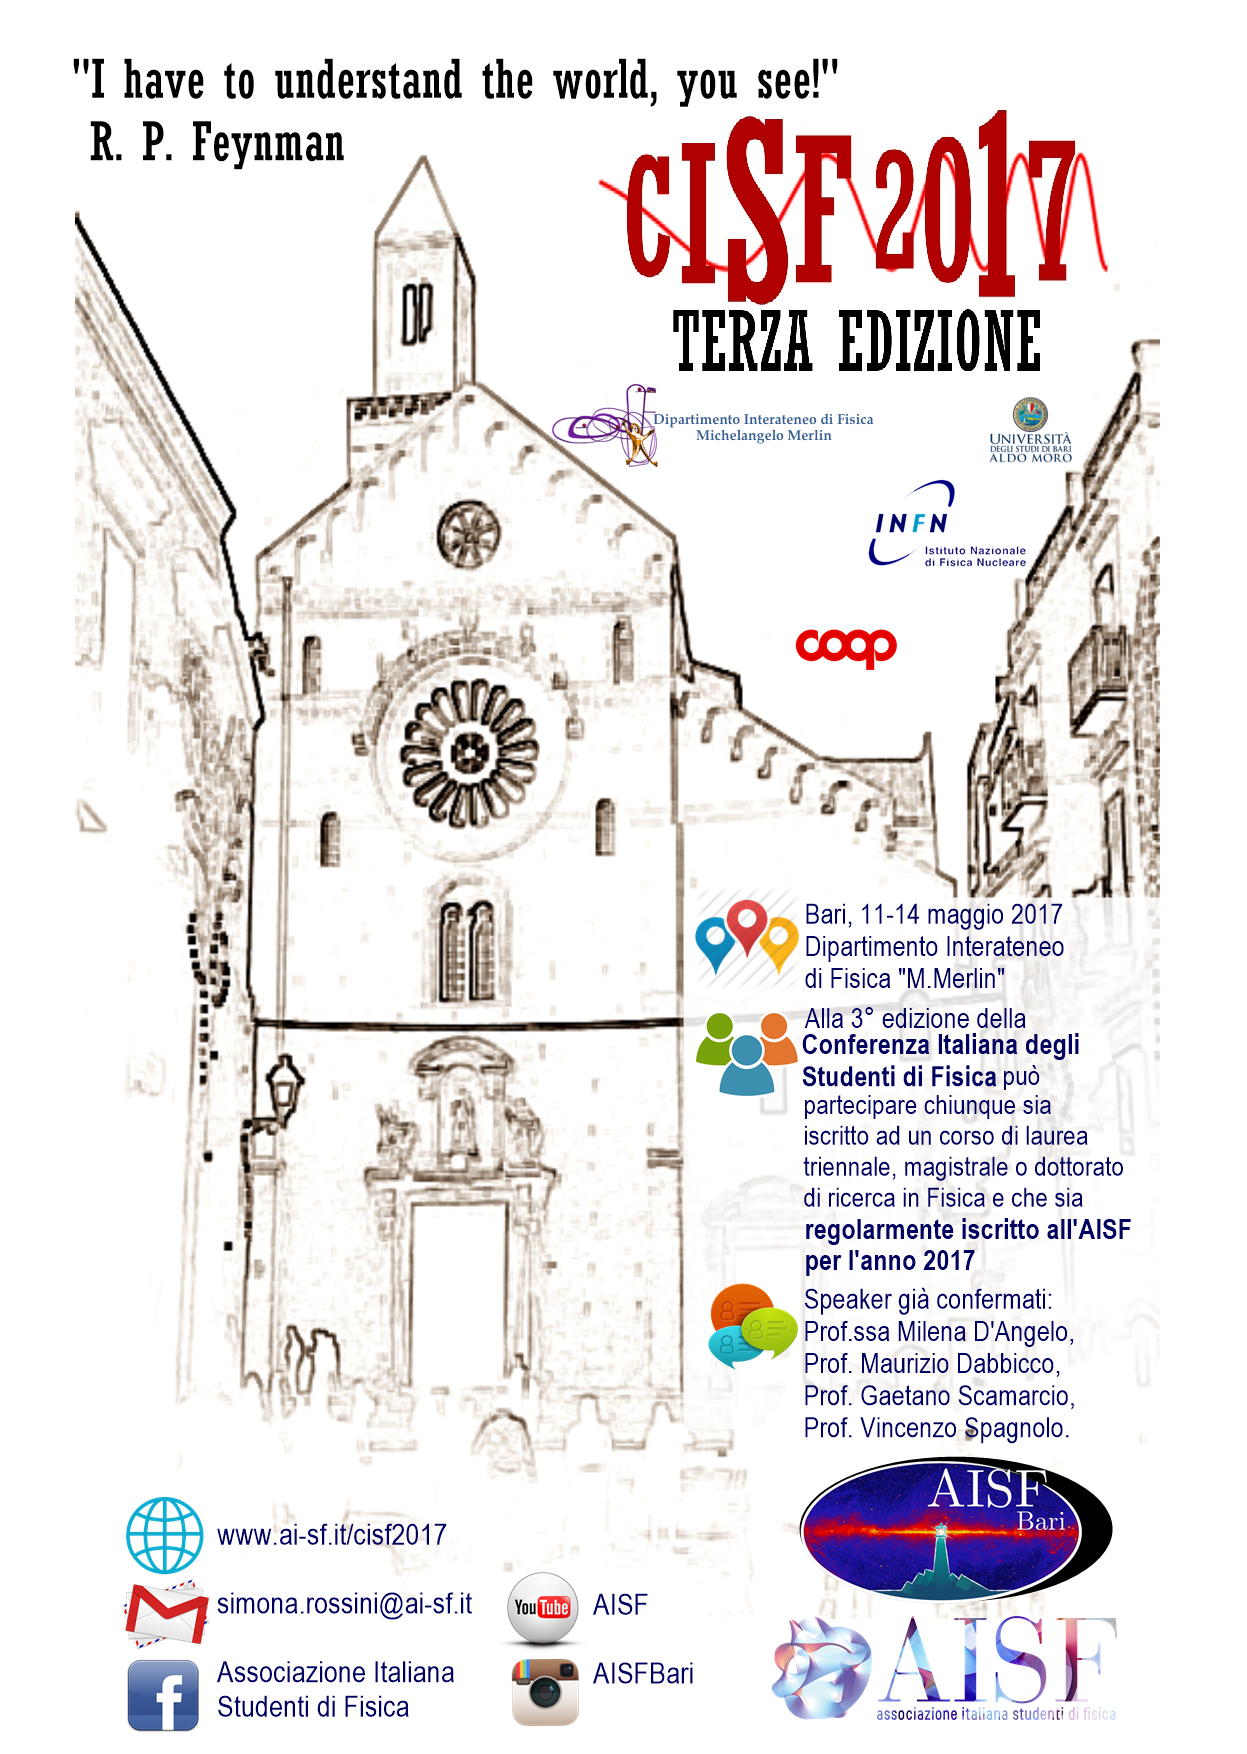 "I have to understand the world, you see!"
R. P. Feynman
CISF 2017
TERZA EDIZIONE
Dipartimento Interateneo di Fisica
Michelangelo Merlin
UNIVERSITÀ
DEGLI STUDI DI BARI
ALDO MORO
INFN
Istituto Nazionale
di Fisica Nucleare
coop
Bari, 11-14 maggio 2017
Dipartimento Interateneo
di Fisica "M.Merlin"
Alla 3° edizione della
Conferenza Italiana degli
Studenti di Fisica può
partecipare chiunque sia
iscritto ad un corso di laurea
triennale, magistrale o dottorato
di ricerca in Fisica e che sia
regolarmente iscritto all'AISF
per l'anno 2017
Speaker già confermati:
Prof.ssa Milena D'Angelo,
Prof. Maurizio Dabbicco,
Prof. Gaetano Scamarcio,
Prof. Vincenzo Spagnolo.
AISF
Bari
www.ai-sf.it/cisf2017
simona.rossini@ai-sf.it
You Tube
AISF
Associazione Italiana
Studenti di Fisica
AISFBari
AISF
associazione italiana studenti di fisica